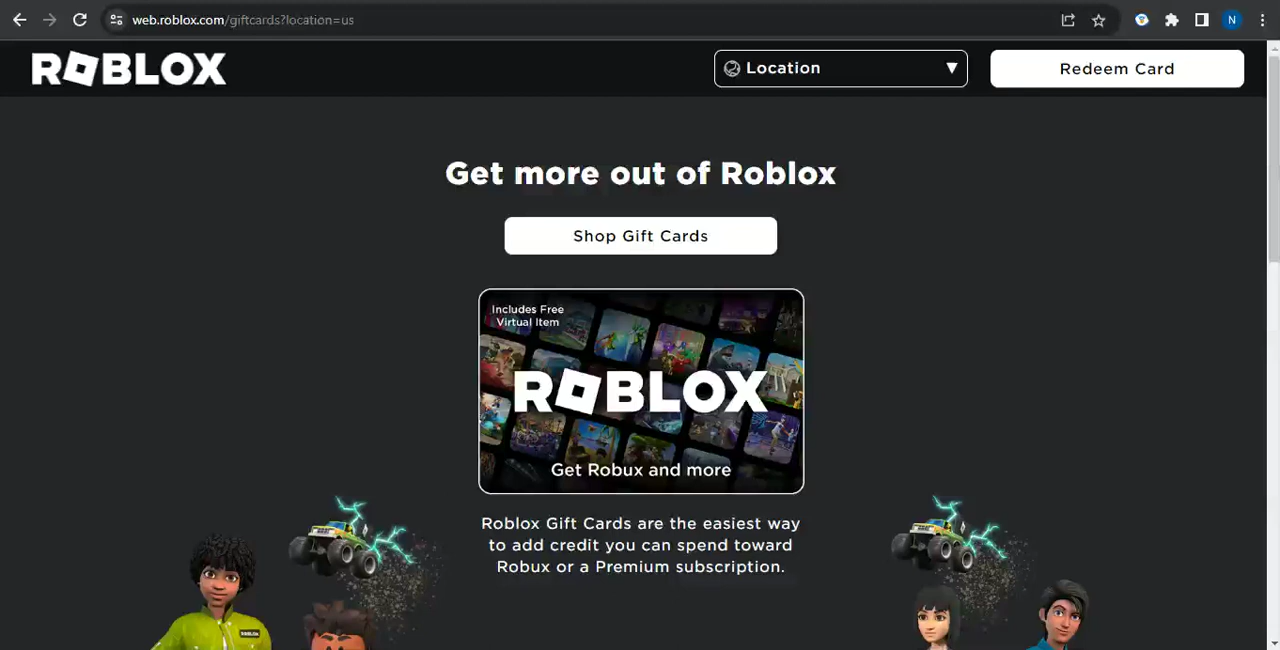 web.roblox.com/giftcards?location=us
N
ROBLOX
Location
Redeem Card
Get more out of Roblox
Shop Gift Cards
Includes Free
Virtual Item
ROBLOX
Get Robux and more
Roblox Gift Cards are the easiest way
to add credit you can spend toward
Robux or a Premium subscription.
ROBLOX